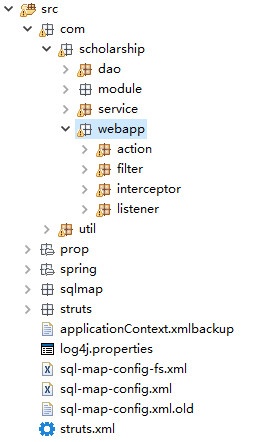 src
com
scholarship
dao
module
service
webapp
action
filter
interceptor
listener
util
prop
spring
sqlmap
struts
applicationContext.xmlbackup
log4j.properties
sql-map-config-fs.xml
sql-map-config.xml
sql-map-config.xml.old
struts.xml